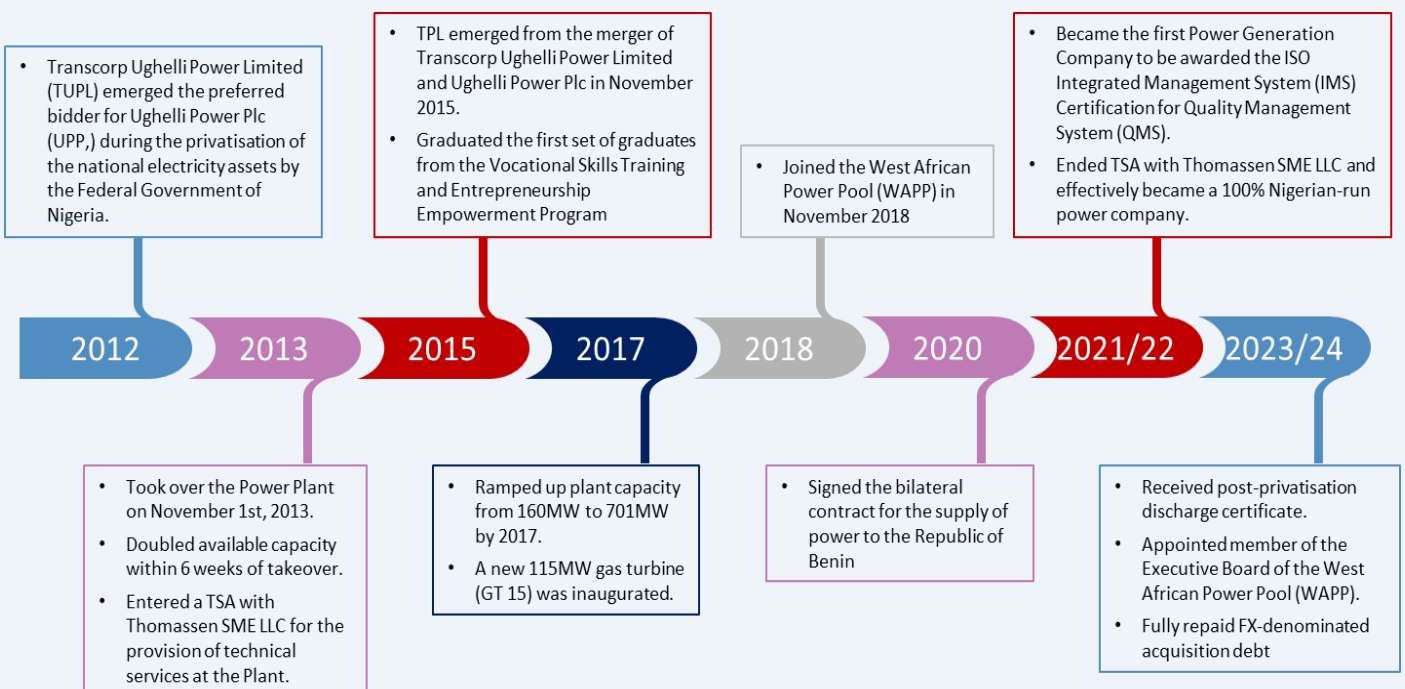 • Transcorp Ughelli Power Limited
(TUPL) emerged the preferred
bidder for Ughelli Power Plc
(UPP,) during the privatisation of
the national electricity assets by
the Federal Government of
Nigeria.
• TPL emerged from the merger of
Transcorp Ughelli Power Limited
and Ughelli Power Plc in November
2015.
• Graduated the first set of graduates
from the Vocational Skills Training
and Entrepreneurship
Empowerment Program
• Joined the West African
Power Pool (WAPP) in
November 2018
• Became the first Power Generation
Company to be awarded the ISO
Integrated Management System (IMS)
Certification for Quality Management
System (QMS).
• Ended TSA with Thomassen SME LLC and
effectively became a 100% Nigerian-run
power company.
2012
2013
2015
2017
2018
2020
2021/22
2023/24
• Took over the Power Plant
on November 1st, 2013.
• Doubled available capacity
within 6 weeks of takeover.
• Entered a TSA with
Thomassen SME LLC for the
provision of technical
services at the Plant.
• Ramped up plant capacity
from 160MW to 701MW
by 2017.
• A new 115MW gas turbine
(GT 15) was inaugurated.
• Signed the bilateral
contract for the supply of
power to the Republic of
Benin
• Received post-privatisation
discharge certificate.
• Appointed member of the
Executive Board of the West
African Power Pool (WAPP).
• Fully repaid FX-denominated
acquisition debt